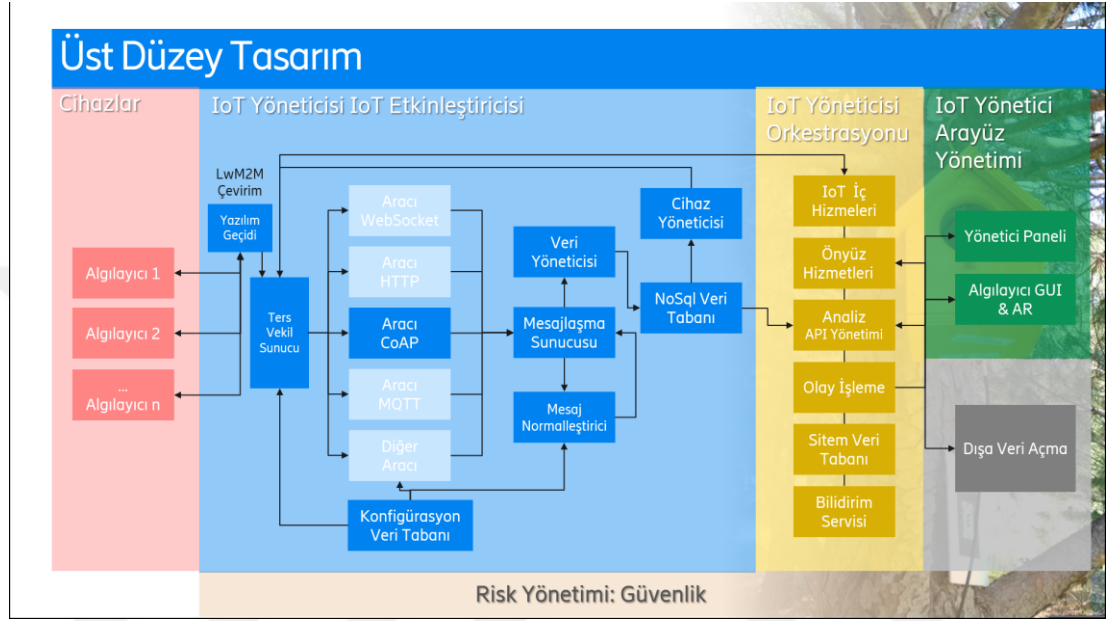 Üst Düzey Tasarım
Cihazlar
IoT Yöneticisi IoT Etkinleştiricisi
IoT Yöneticisi
Orkestrasyonu
IoT Yönetici
Arayüz
Yönetimi
LwM2M
Çevirim
Yazılım
Geçidi
Algılayıcı 1
Algılayıcı 2
...
Algılayıcı n
Ters
Vekil
Sunucu
Aracı
WebSocket
Aracı
HTTP
Aracı
CoAP
Aracı
MQTT
Diğer
Aracı
Konfigürasyon
Veri Tabanı
Veri
Yöneticisi
Mesajlaşma
Sunucusu
Mesaj
Normalleştirici
Cihaz
Yöneticisi
NoSql Veri
Tabanı
IoT İç
Hizmeleri
Önyüz
Hizmetleri
Analiz
API Yönetimi
Olay İşleme
Sitem Veri
Tabanı
Bilidirim
Servisi
Yönetici Paneli
Algılayıcı GUI
& AR
Dışa Veri Açma
Risk Yönetimi: Güvenlik